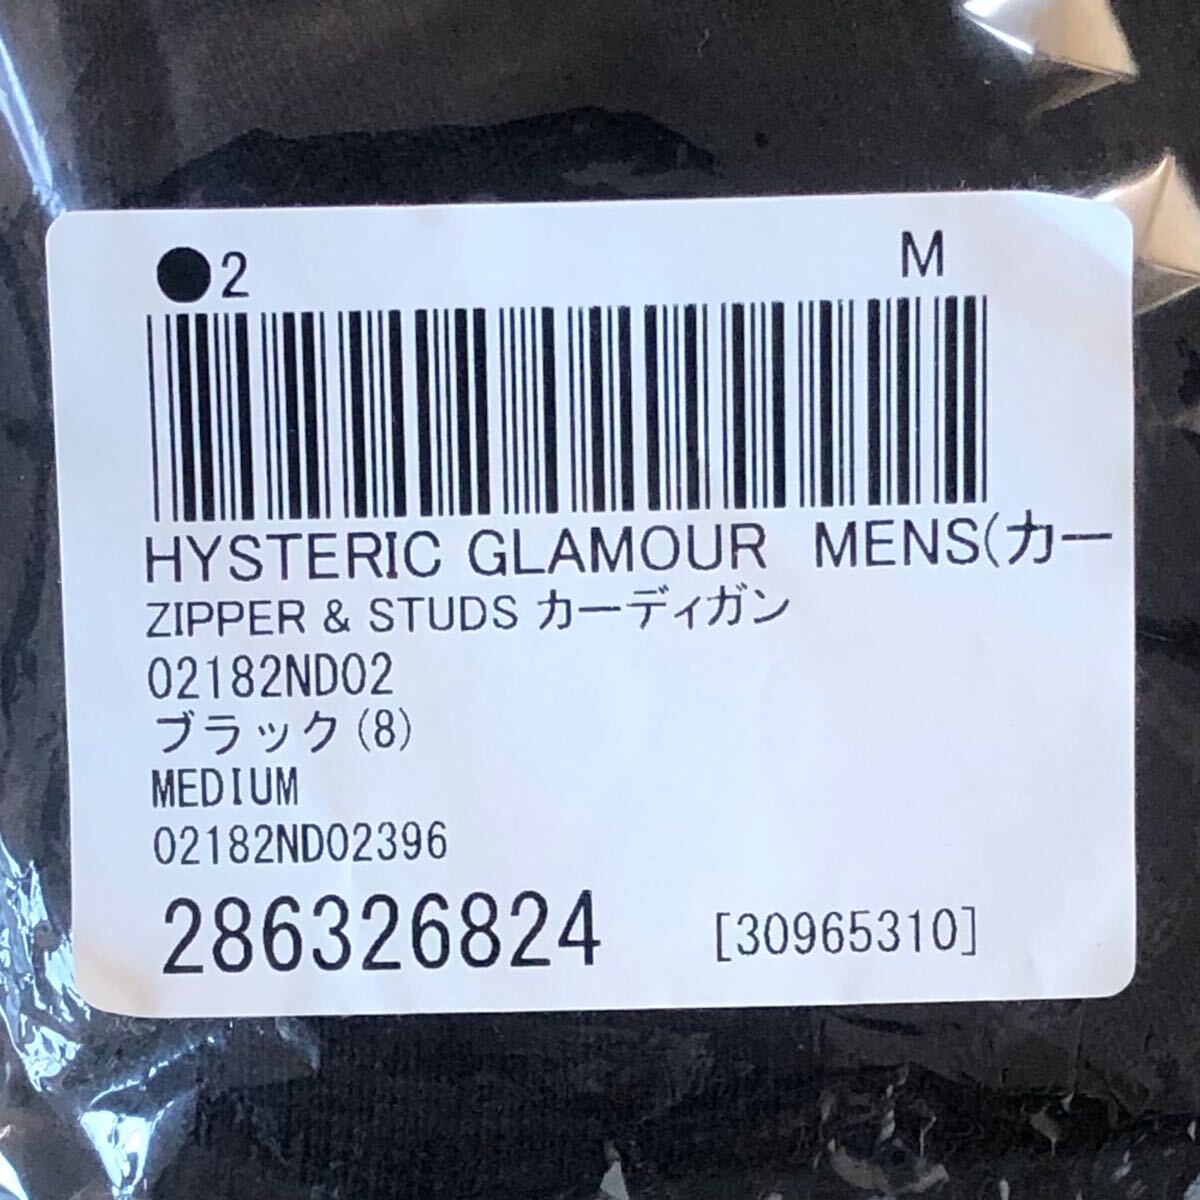 ●2 M
HYSTERIC GLAMOUR MENS(カー
ZIPPER & STUDS カーディガン
02182ND02
ブラック(8)
MEDIUM
02182ND02396
286326824 [30965310]